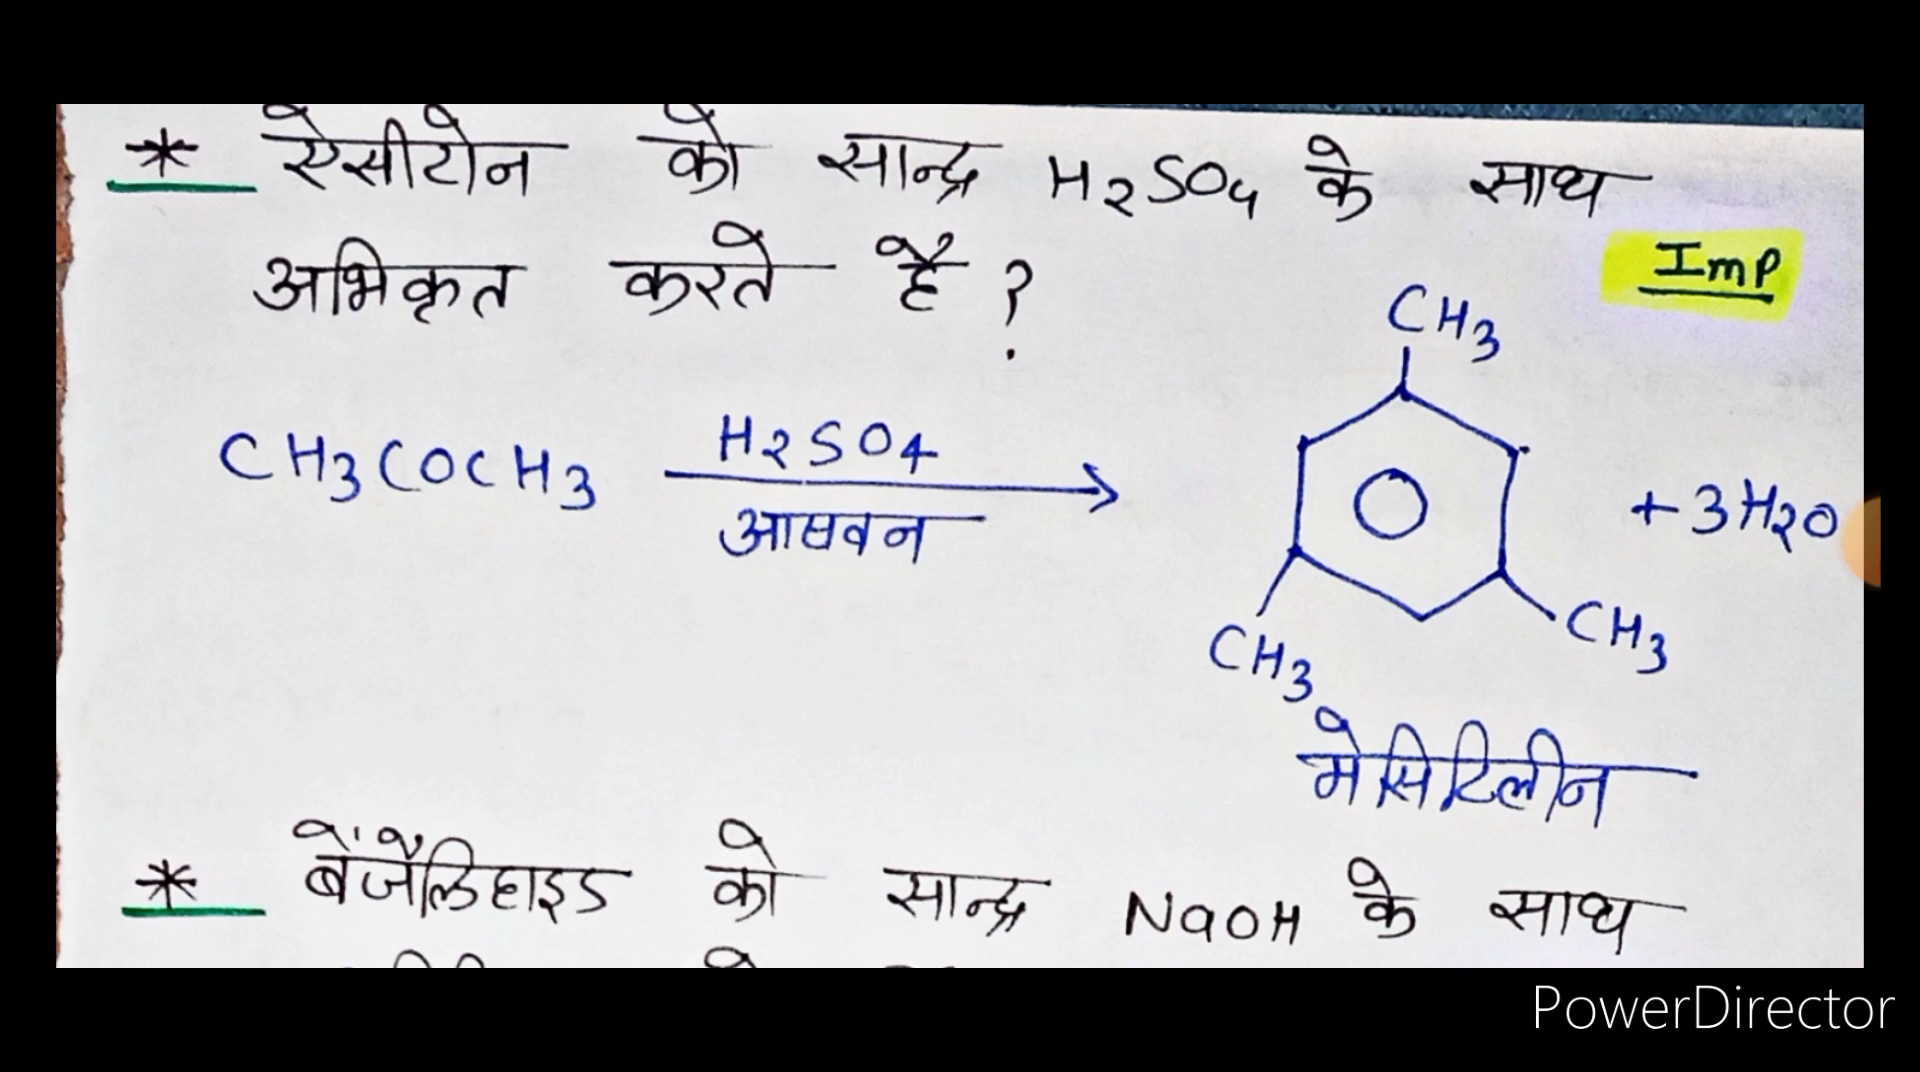 * ऐसीटोन को सान्द्र H2SO4 के साथ
अभिकृत करते है ?
Imp
CH3
CH3COCH3
H2SO4
आसवन
+ 3H2O
CH3
CH3
मेसिटिलीन
* बेंजैल्डिहाइड को सान्द्र NaOH के साथ
PowerDirector